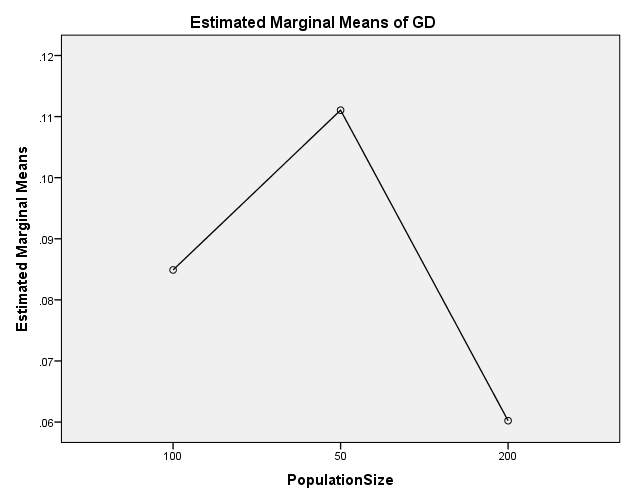 Estimated Marginal Means of GD
.12
.11
.10
.09
.08
.07
.06
Estimated Marginal Means
100 50 200
PopulationSize